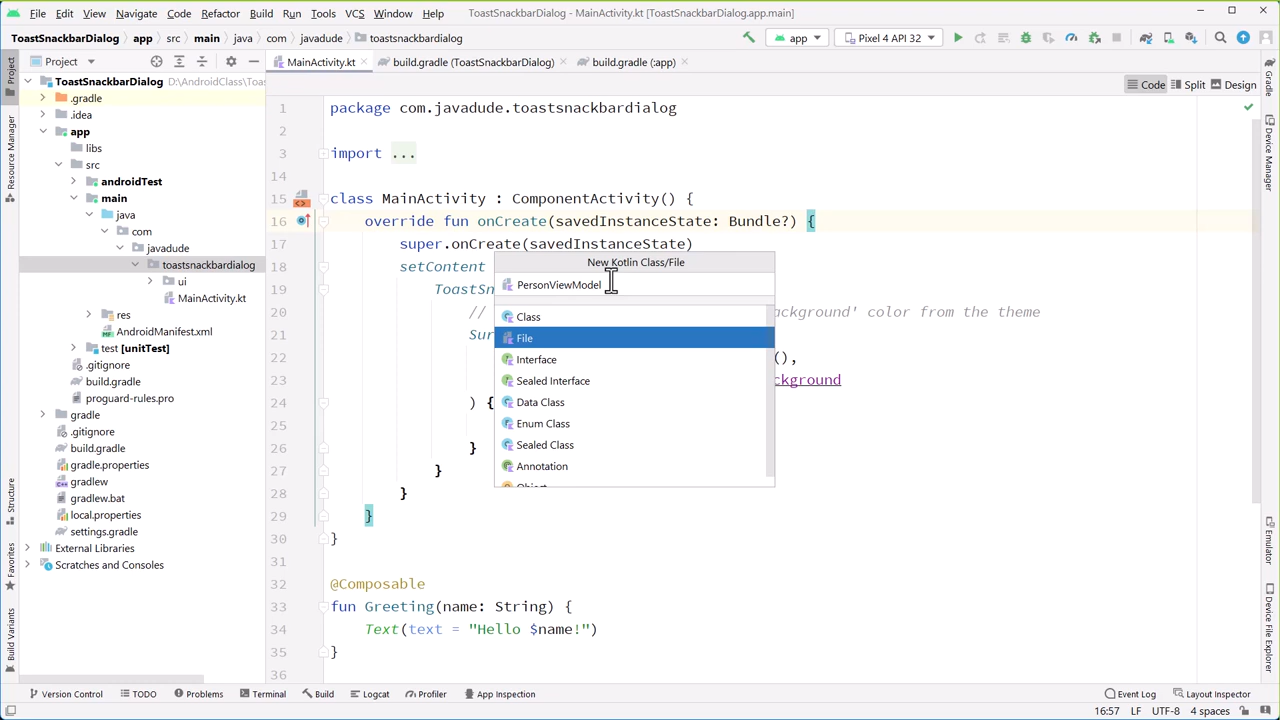 File Edit View Navigate Code Refactor Build Run Tools VCS Window Help ToastSnackbarDialog - MainActivity.kt [ToastSnackbarDialog.app.main]
ToastSnackbarDialog app src main java com javadude toastsnackbardialog app Pixel 4 API 32
Project MainActivity.kt build.gradle (ToastSnackbarDialog) build.gradle (:app)
Code Split Design
Project
Resource Manager
Structure
Favorites
Build Variants
ToastSnackbarDialog D:\AndroidClass\Toas
.gradle
.idea
app
libs
src
androidTest
main
java
com
javadude
toastsnackbardialog
ui
MainActivity.kt
res
AndroidManifest.xml
test [unitTest]
.gitignore
build.gradle
proguard-rules.pro
gradle
.gitignore
build.gradle
gradle.properties
gradlew
gradlew.bat
local.properties
settings.gradle
External Libraries
Scratches and Consoles
1 package com.javadude.toastsnackbardialog
2
3 import ...
14
15 class MainActivity : ComponentActivity() {
16 override fun onCreate(savedInstanceState: Bundle?) {
17 super.onCreate(savedInstanceState)
18 setContent
19 ToastSn
20 // ackground' color from the theme
21 Sur
22 (),
23 ckground
24 ) {
26 }
27 }
28 }
29 }
30 }
31
32 @Composable
33 fun Greeting(name: String) {
34 Text(text = "Hello $name!")
35 }
36
New Kotlin Class/File
PersonViewModel
Class
File
Interface
Sealed Interface
Data Class
Enum Class
Sealed Class
Annotation
Object
Gradle
Device Manager
Emulator
Device File Explorer
Version Control TODO Problems Terminal Build Logcat Profiler App Inspection Event Log Layout Inspector
16:57 LF UTF-8 4 spaces